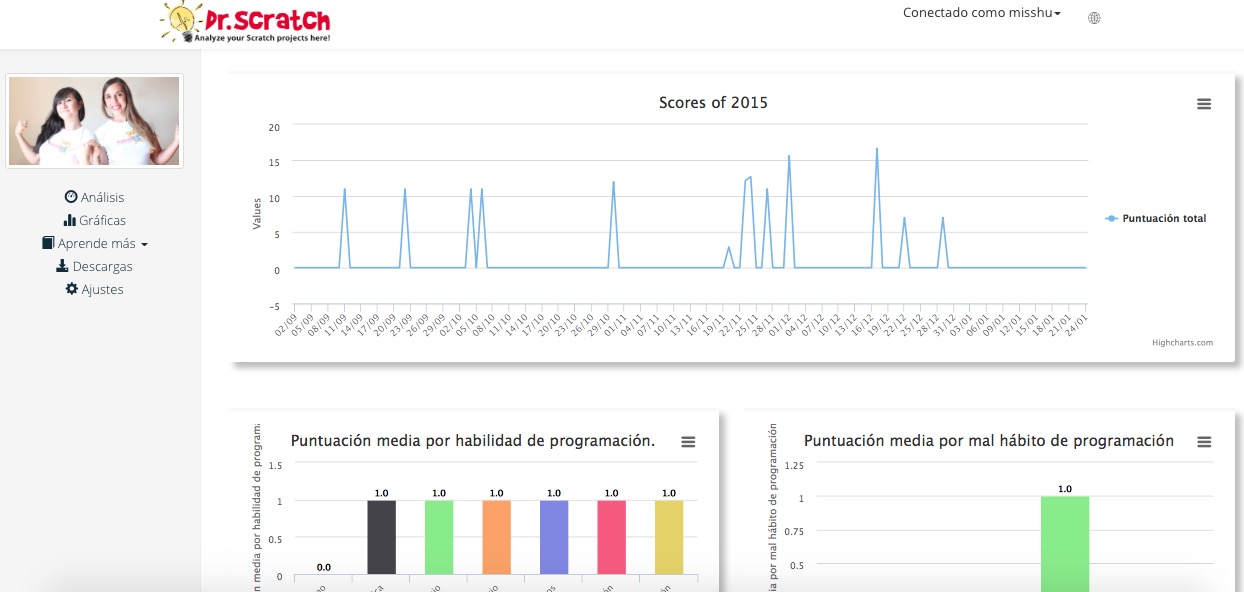 Dr.Scratch
Analyze your Scratch projects here!
Conectado como misshu
Análisis
Gráficas
Aprende más
Descargas
Ajustes
Scores of 2015
Values
20
15
10
5
0
−5
02/09 05/09 08/09 11/09 14/09 17/09 20/09 23/09 26/09 29/09 02/10 05/10 08/10 11/10 14/10 17/10 20/10 23/10 26/10 29/10 01/11 04/11 07/11 10/11 13/11 16/11 19/11 22/11 25/11 28/11 01/12 04/12 07/12 10/12 13/12 16/12 19/12 22/12 25/12 28/12 31/12 03/01 06/01 09/01 12/01 15/01 18/01 21/01 24/01
Puntuación total
Highcharts.com
Puntuación media por habilidad de programación.
media por habilidad de
1.5
1
0.5
0
0.0 1.0 1.0 1.0 1.0 1.0 1.0
Puntuación media por mal hábito de programación
por mal hábito de programación
1.25
1
0.75
0.5
1.0